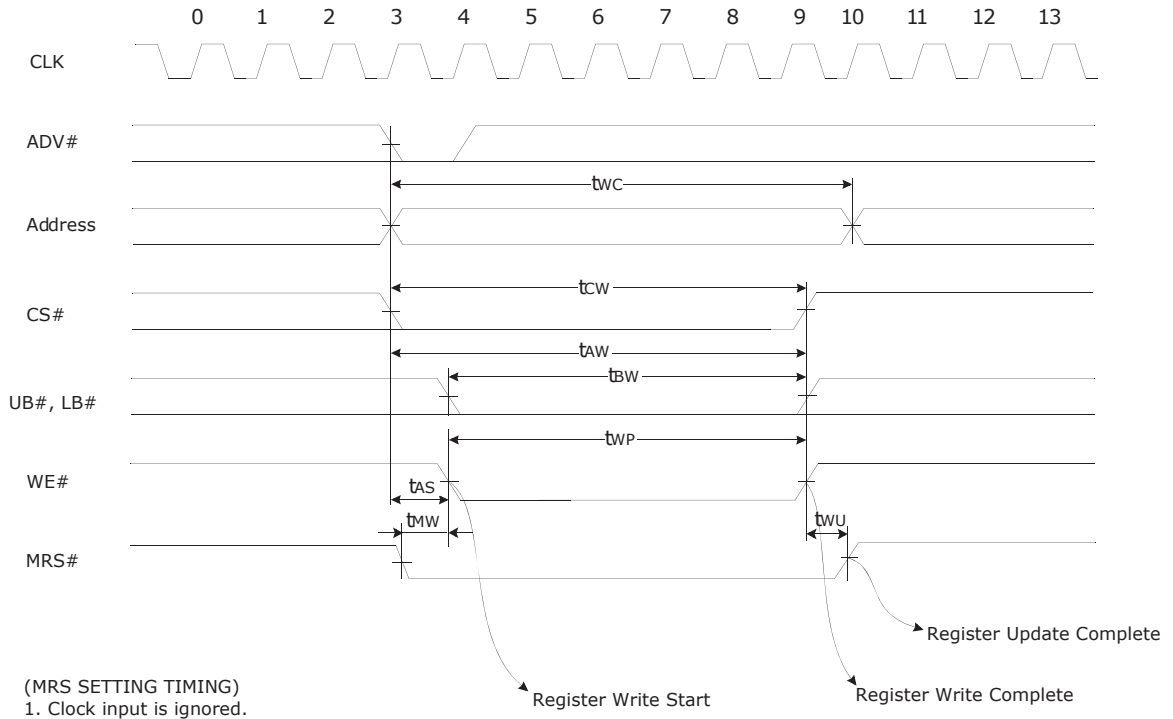 0 1 2 3 4 5 6 7 8 9 10 11 12 13
CLK
ADV#
tWC
Address
tCW
CS#
tAW
tBW
UB#, LB#
tWP
WE#
tAS
tMW
tWU
MRS#
Register Update Complete
Register Write Start
Register Write Complete
(MRS SETTING TIMING)
1. Clock input is ignored.